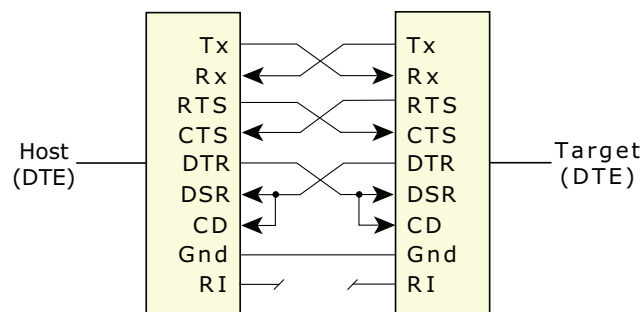 Host
(DTE)
Tx
Rx
RTS
CTS
DTR
DSR
CD
Gnd
RI
Tx
Rx
RTS
CTS
DTR
DSR
CD
Gnd
RI
Target
(DTE)